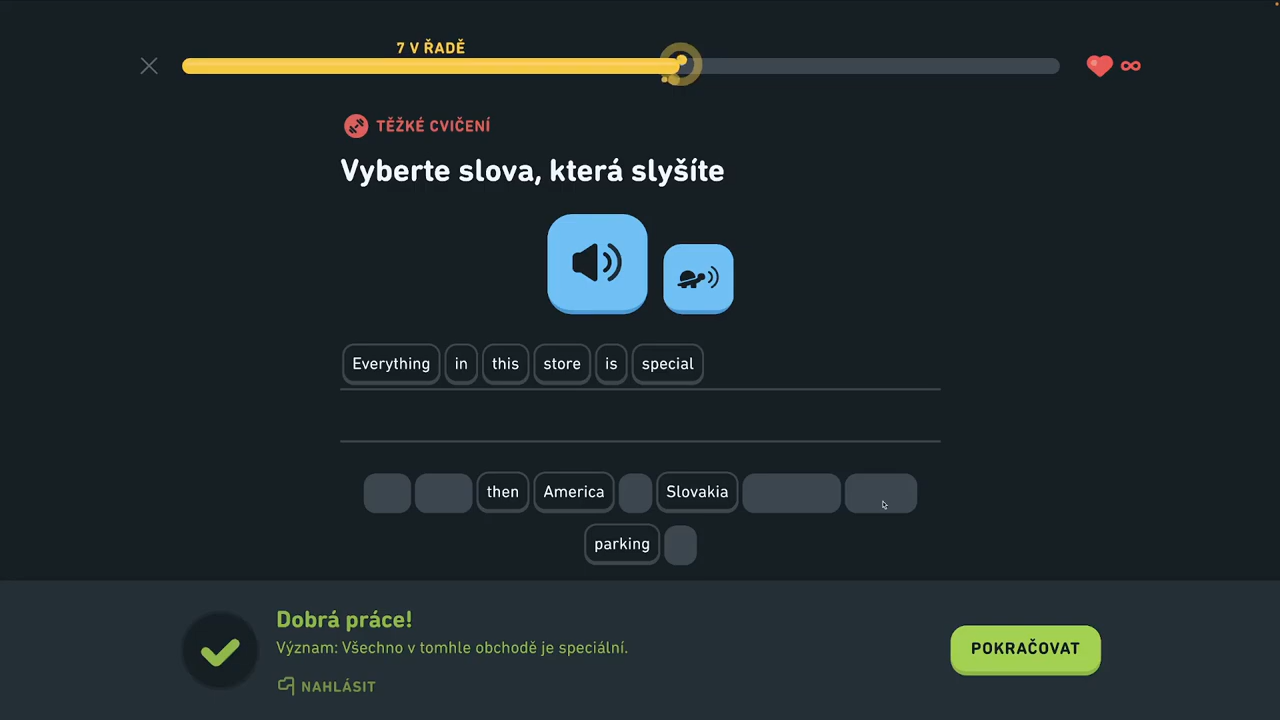 7 V ŘADĚ
∞
TĚŽKÉ CVIČENÍ
Vyberte slova, která slyšíte
Everything in this store is special
then America Slovakia
parking
Dobrá práce!
Význam: Všechno v tomhle obchodě je speciální.
POKRAČOVAT
NAHLÁSIT